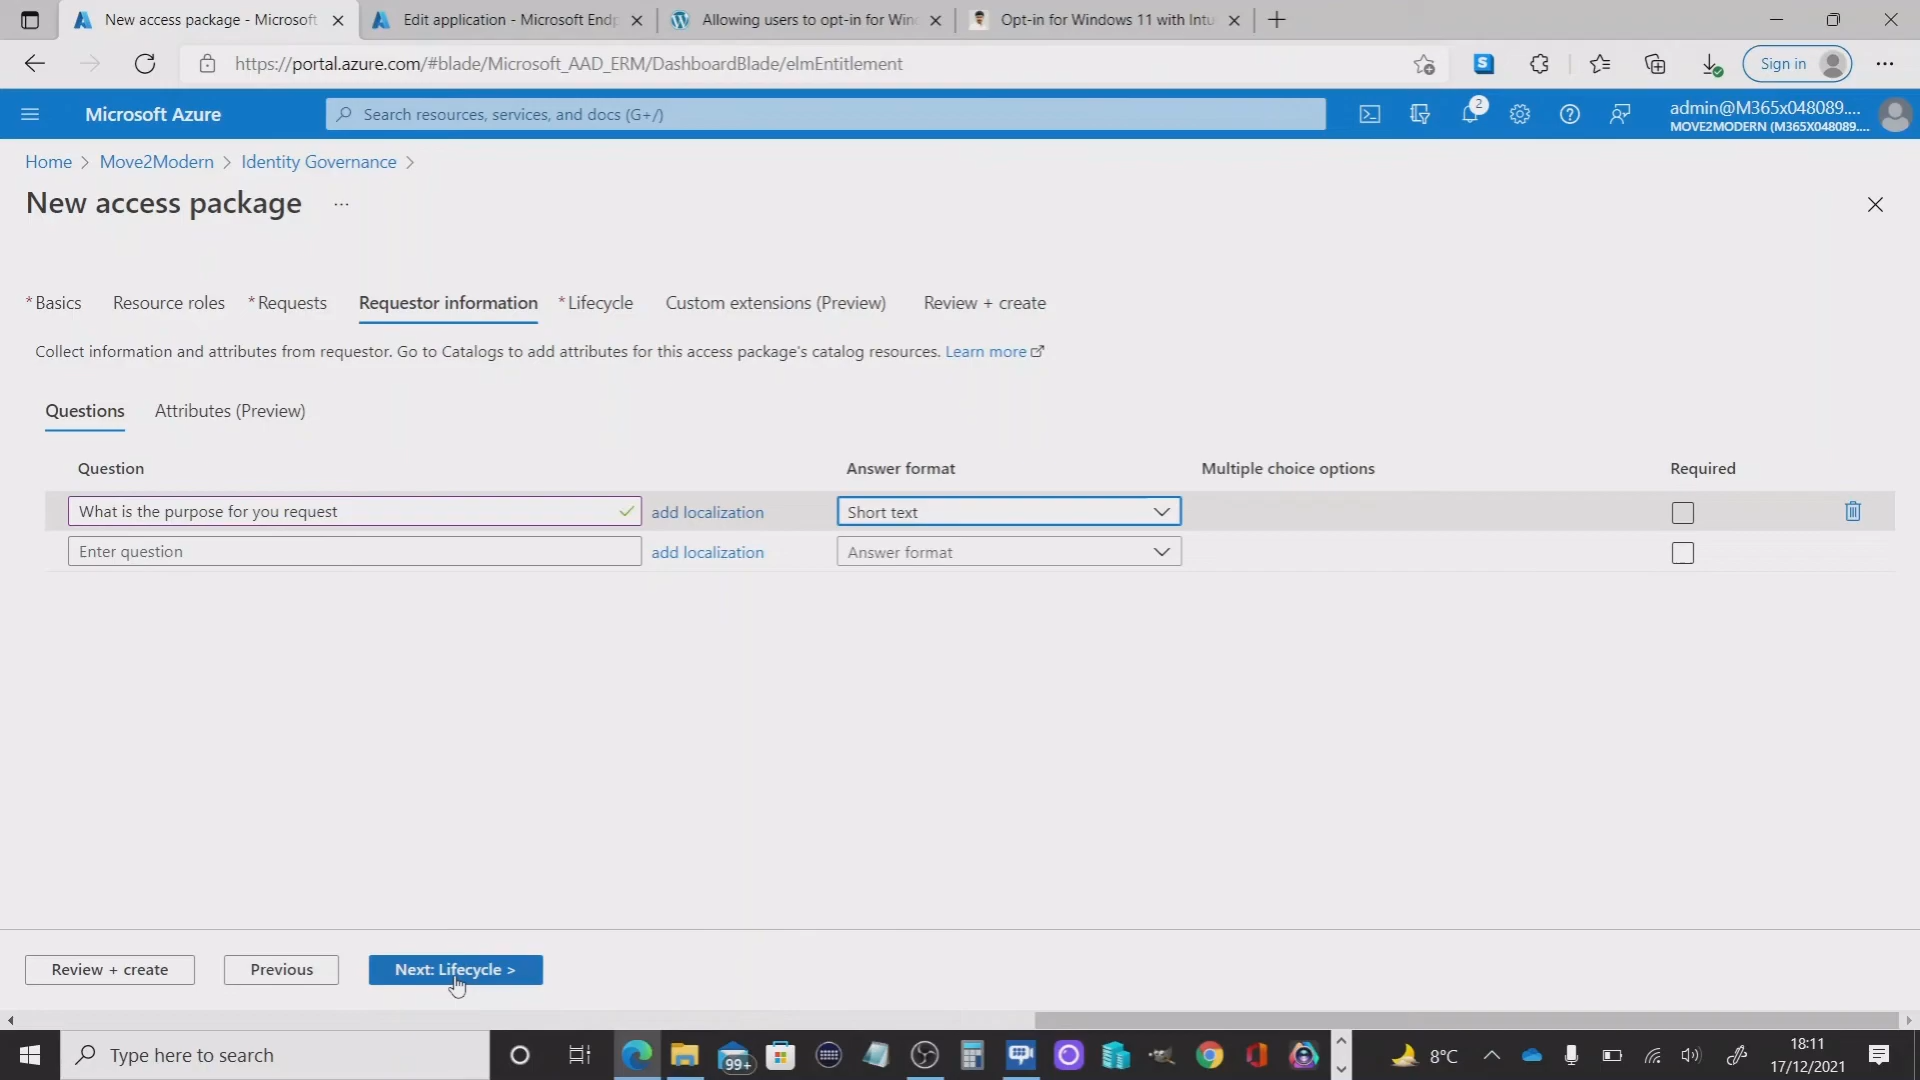 New access package - Microsoft
Edit application - Microsoft Endp
Allowing users to opt-in for Win
Opt-in for Windows 11 with Intu
https://portal.azure.com/#blade/Microsoft_AAD_ERM/DashboardBlade/elmEntitlement
S
Sign in
Microsoft Azure
Search resources, services, and docs (G+/)
2
admin@M365x048089....
MOVE2MODERN (M365X048089....
Home > Move2Modern > Identity Governance >
New access package ...
* Basics Resource roles * Requests Requestor information * Lifecycle Custom extensions (Preview) Review + create
Collect information and attributes from requestor. Go to Catalogs to add attributes for this access package's catalog resources. Learn more
Questions Attributes (Preview)
Question Answer format Multiple choice options Required
What is the purpose for you request add localization Short text
Enter question add localization Answer format
Review + create Previous Next: Lifecycle >
Type here to search
99+
8°C
18:11
17/12/2021